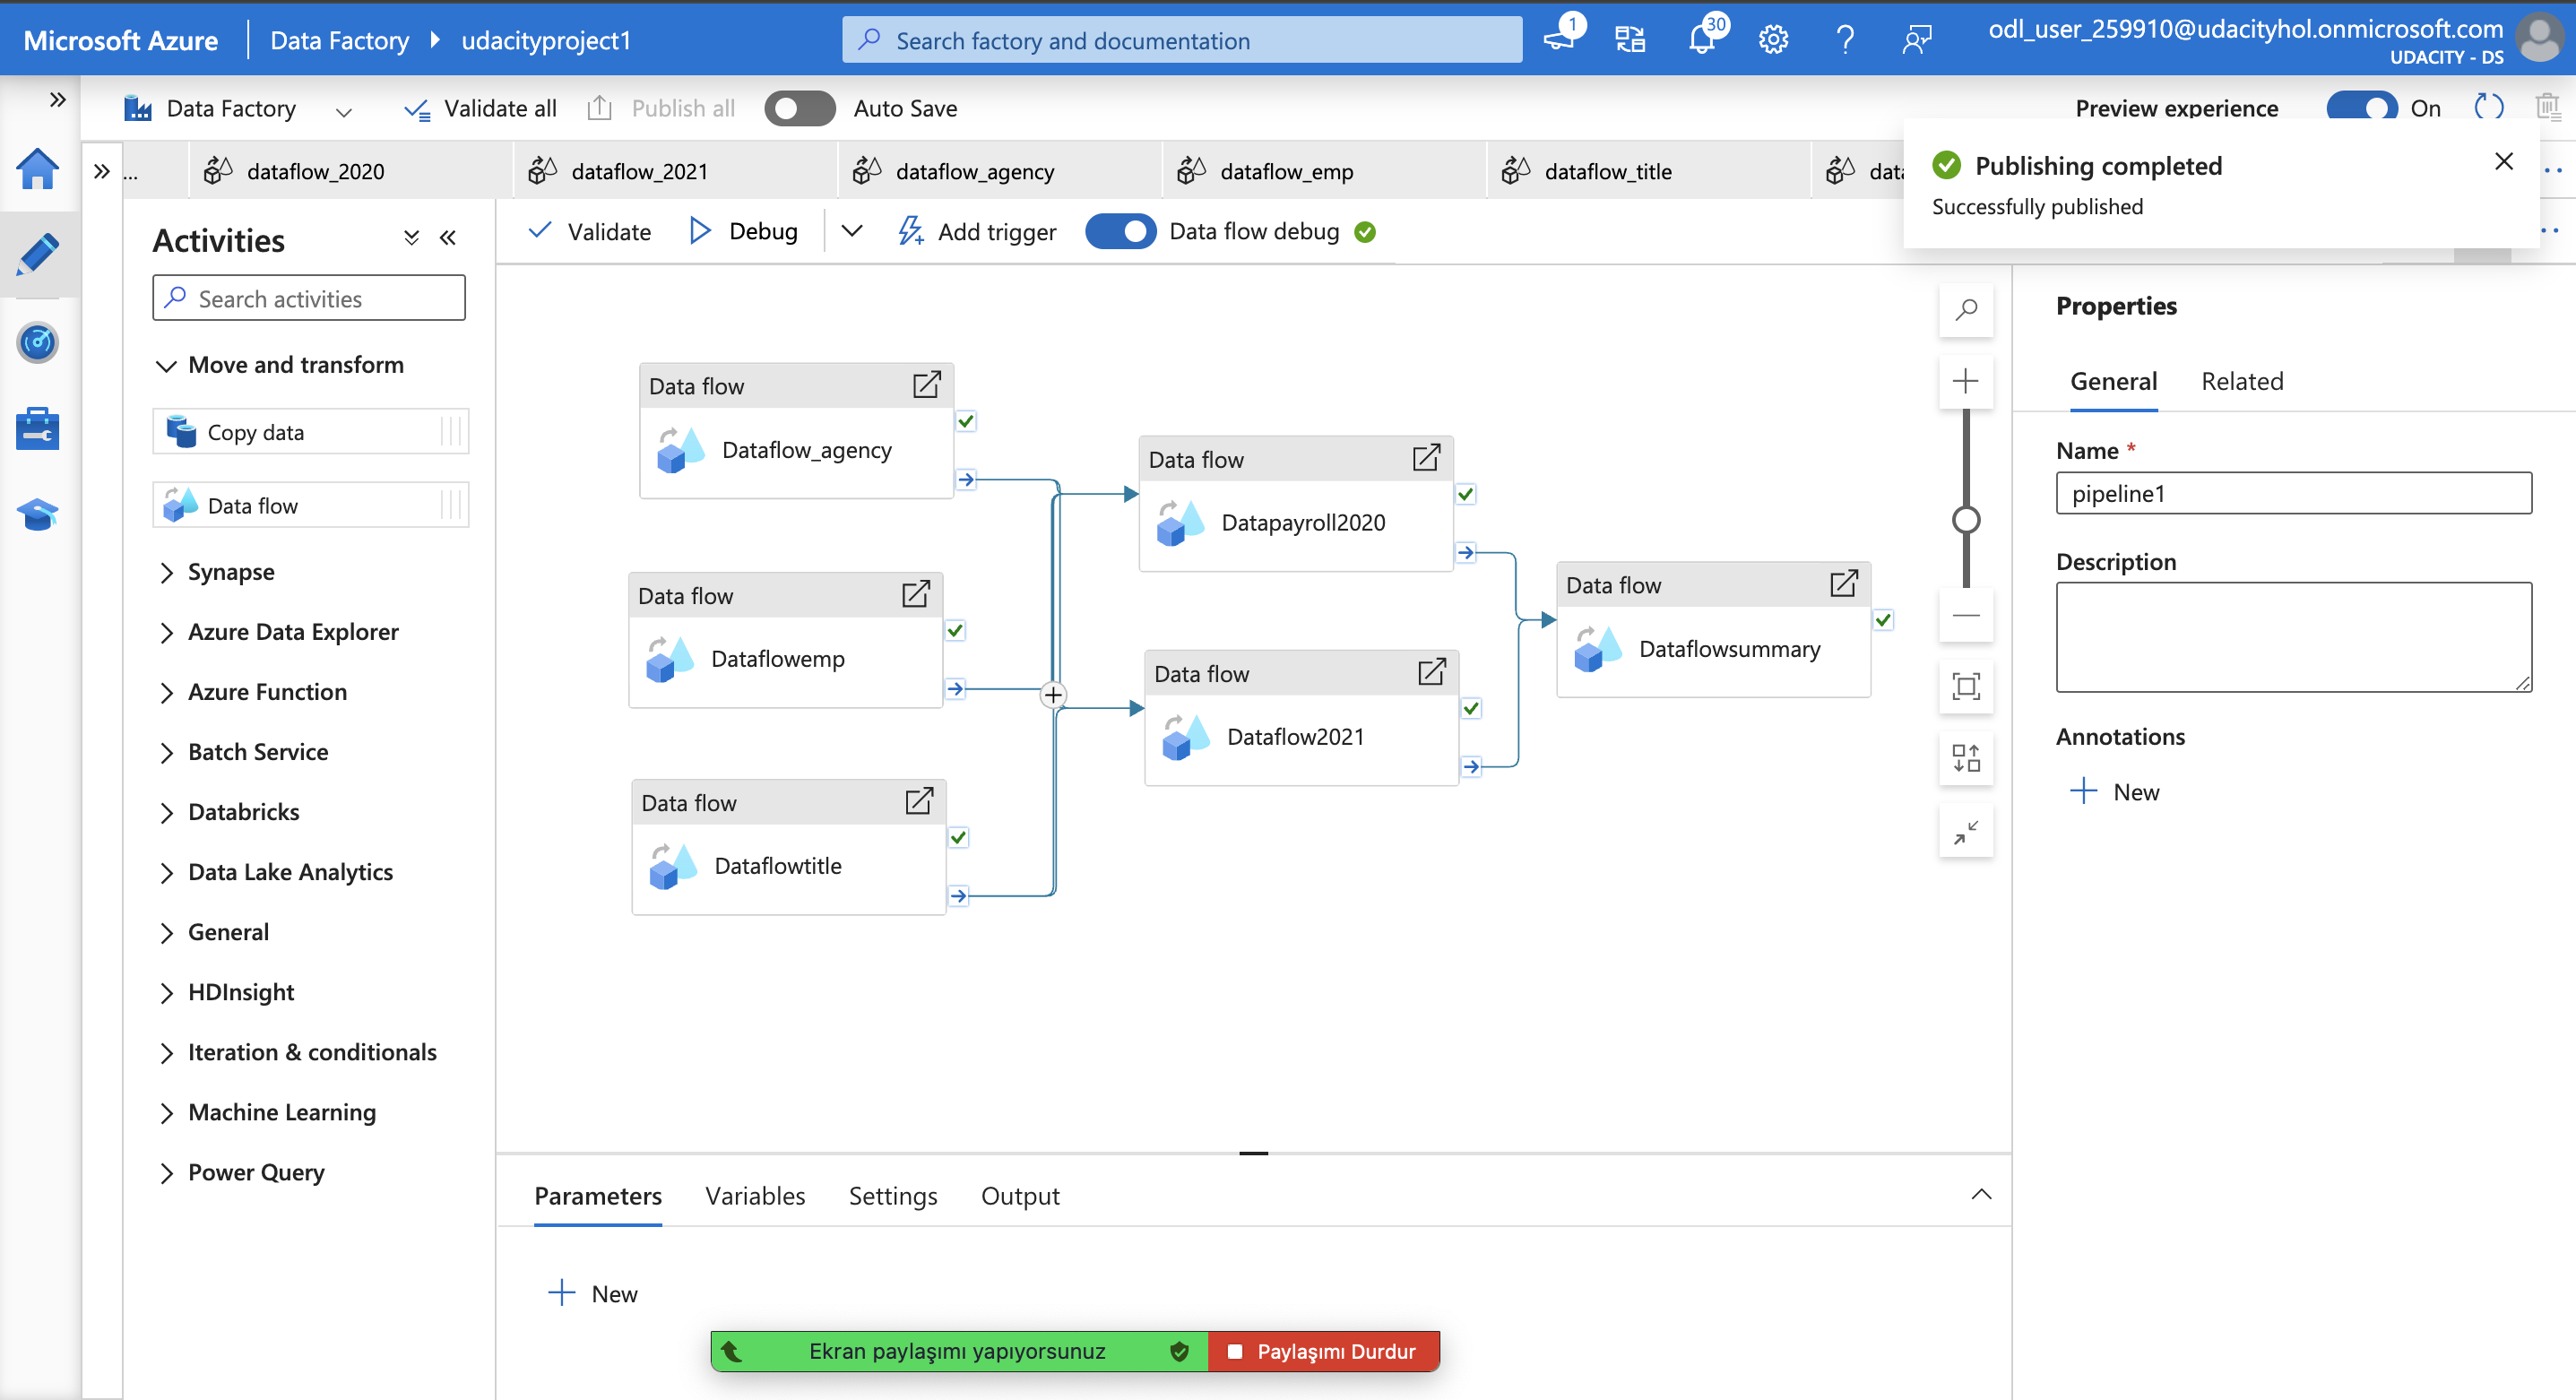 Microsoft Azure
Data Factory
udacityproject1
Search factory and documentation
1
30
odl_user_259910@udacityhol.onmicrosoft.com
UDACITY - DS
Data Factory
Validate all
Publish all
Auto Save
Preview experience
On
...
dataflow_2020
dataflow_2021
dataflow_agency
dataflow_emp
dataflow_title
Publishing completed
Successfully published
Activities
Search activities
Move and transform
Copy data
Data flow
Synapse
Azure Data Explorer
Azure Function
Batch Service
Databricks
Data Lake Analytics
General
HDInsight
Iteration & conditionals
Machine Learning
Power Query
Validate
Debug
Add trigger
Data flow debug
Data flow
Dataflow_agency
Data flow
Dataflowemp
Data flow
Dataflowtitle
Data flow
Datapayroll2020
Data flow
Dataflow2021
Data flow
Dataflowsummary
Properties
General
Related
Name *
pipeline1
Description
Annotations
New
Parameters
Variables
Settings
Output
New
Ekran paylaşımı yapıyorsunuz
Paylaşımı Durdur